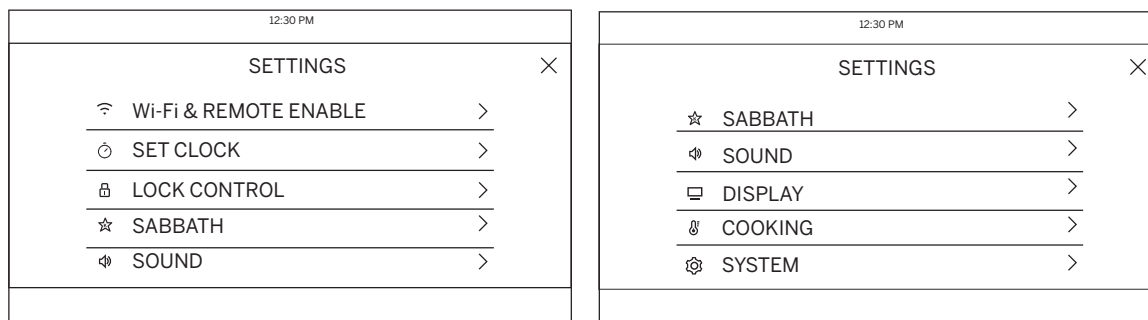 12:30 PM
SETTINGS
Wi-Fi & REMOTE ENABLE
SET CLOCK
LOCK CONTROL
SABBATH
SOUND
12:30 PM
SETTINGS
SABBATH
SOUND
DISPLAY
COOKING
SYSTEM